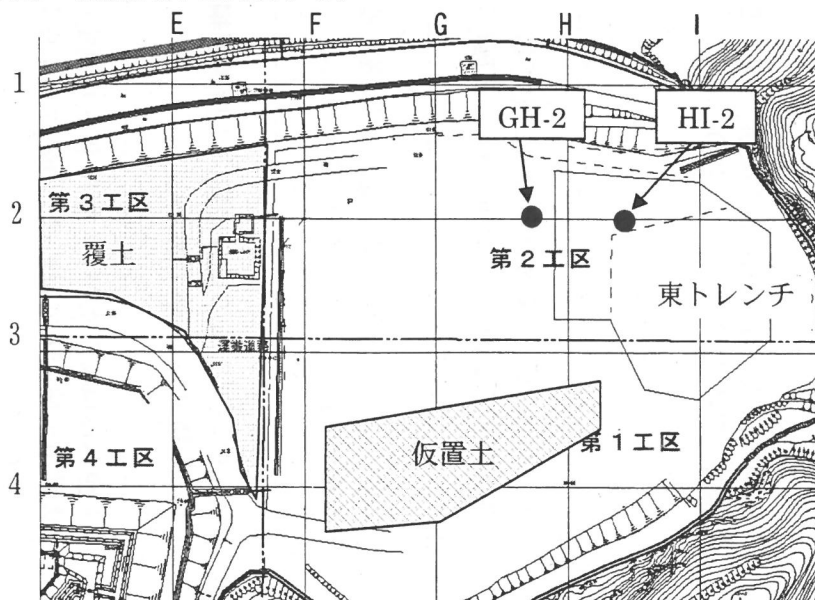 E F G H I
1
GH-2 HI-2
第3工区
2
覆土
第2工区
東トレンチ
3
第1工区
仮置土
第4工区
4